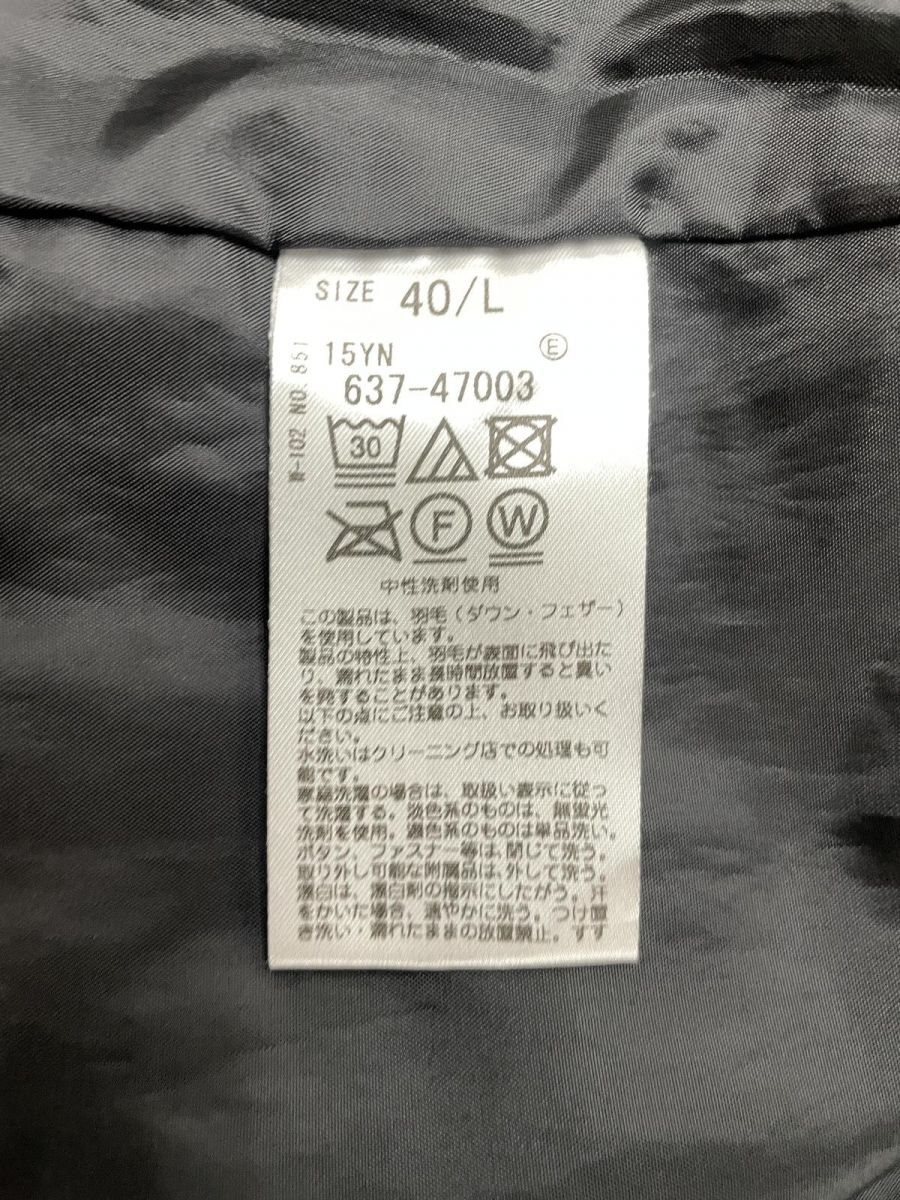 SIZE 40/L
15YN Ⓔ
637-47003
W-102 NO. 851
30
F W
中性洗剤使用
この製品は、羽毛(ダウン・フェザー)
を使用しています。
製品の特性上、羽毛が表面に飛び出た
り、濡れたまま長時間放置すると臭い
を発することがあります。
以下の点にご注意の上、お取り扱いく
ださい。
水洗いはクリーニング店での処理も可
能です。
家庭洗濯の場合は、取扱い表示に従っ
て洗濯する。淡色系のものは、無蛍光
洗剤を使用。濃色系のものは単品洗い。
ボタン、ファスナー等は、閉じて洗う。
取り外し可能な附属品は、外して洗う。
漂白は、漂白剤の指示にしたがう。汗
をかいた場合、速やかに洗う。つけ置
き洗い・濡れたままの放置禁止。すす